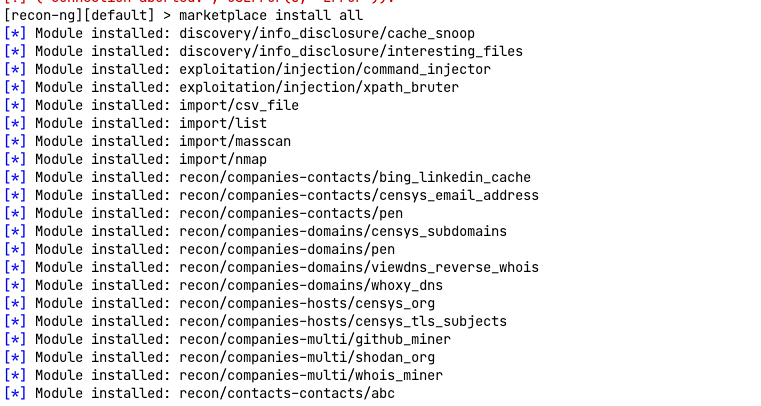 [recon-ng][default] > marketplace install all
[*] Module installed: discovery/info_disclosure/cache_snoop
[*] Module installed: discovery/info_disclosure/interesting_files
[*] Module installed: exploitation/injection/command_injector
[*] Module installed: exploitation/injection/xpath_bruter
[*] Module installed: import/csv_file
[*] Module installed: import/list
[*] Module installed: import/masscan
[*] Module installed: import/nmap
[*] Module installed: recon/companies-contacts/bing_linkedin_cache
[*] Module installed: recon/companies-contacts/censys_email_address
[*] Module installed: recon/companies-contacts/pen
[*] Module installed: recon/companies-domains/censys_subdomains
[*] Module installed: recon/companies-domains/pen
[*] Module installed: recon/companies-domains/viewdns_reverse_whois
[*] Module installed: recon/companies-domains/whoxy_dns
[*] Module installed: recon/companies-hosts/censys_org
[*] Module installed: recon/companies-hosts/censys_tls_subjects
[*] Module installed: recon/companies-multi/github_miner
[*] Module installed: recon/companies-multi/shodan_org
[*] Module installed: recon/companies-multi/whois_miner
[*] Module installed: recon/contacts-contacts/abc